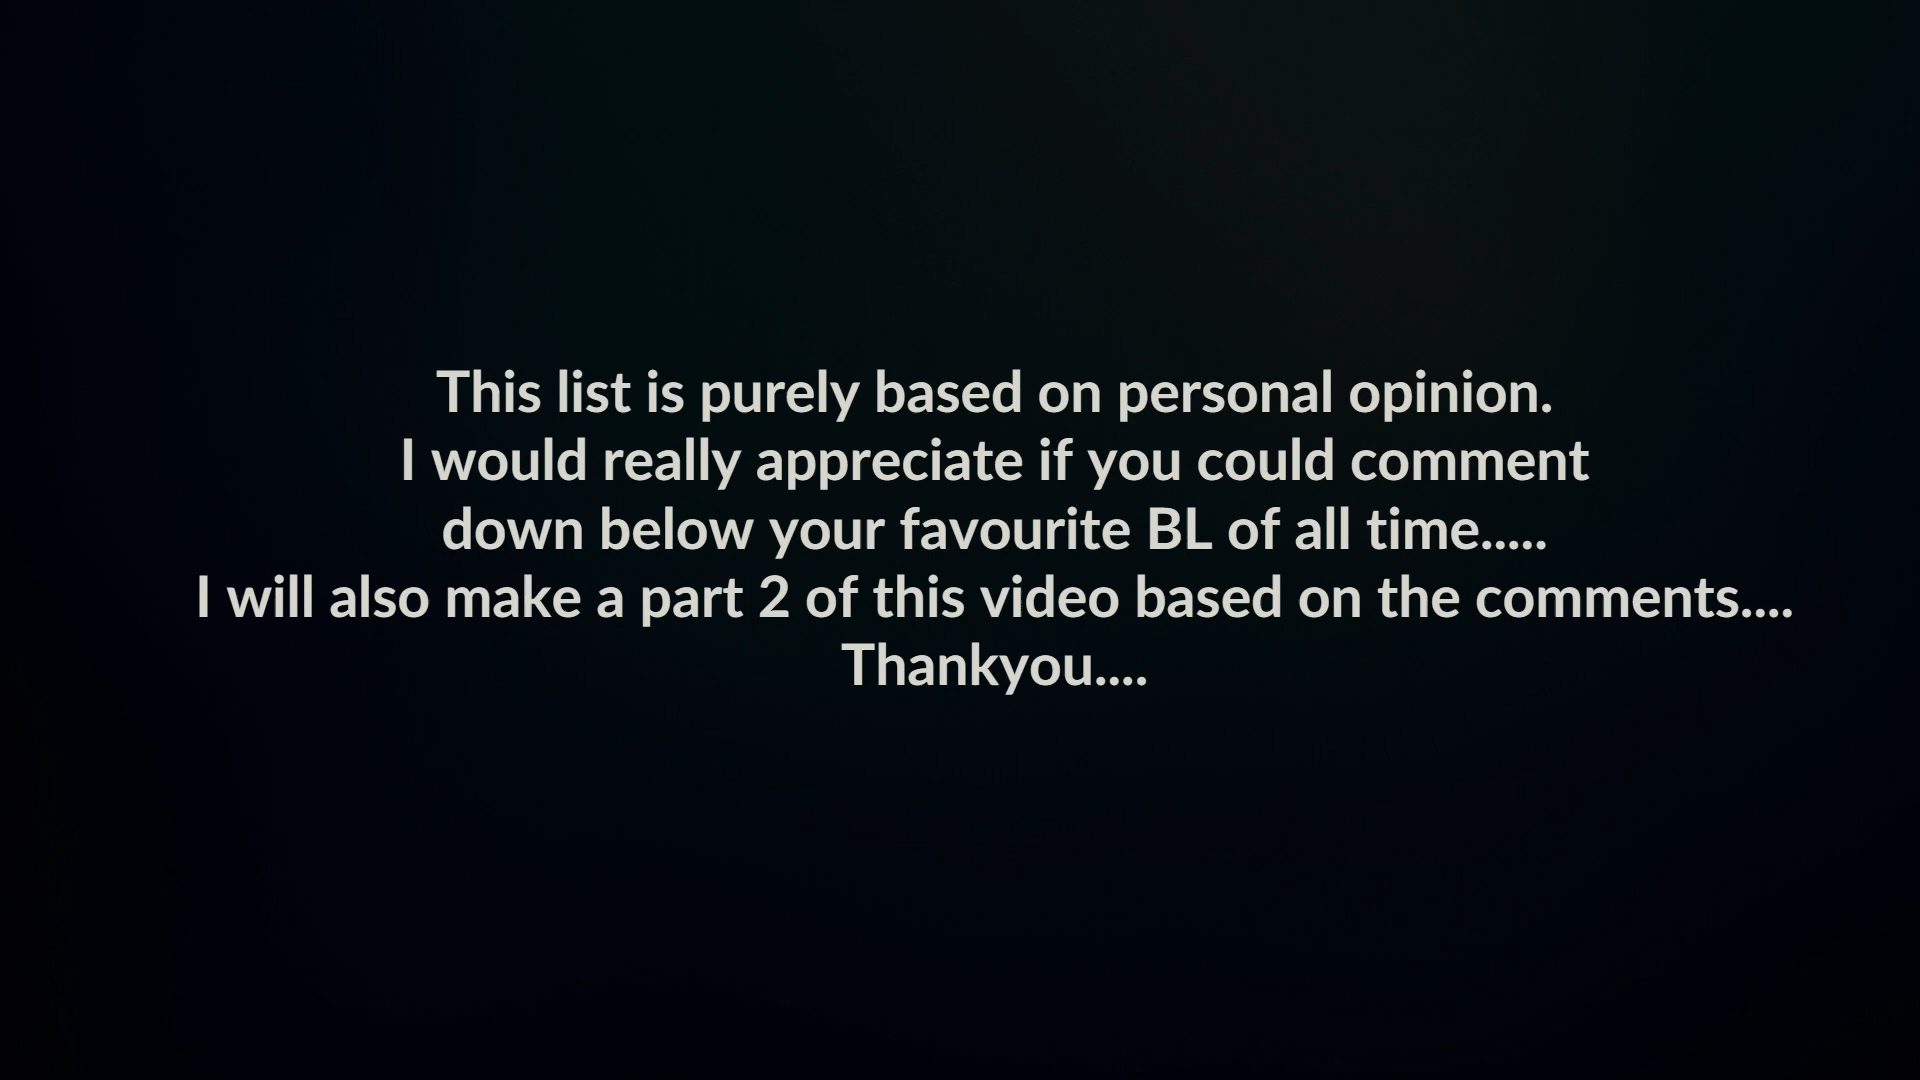 This list is purely based on personal opinion.
I would really appreciate if you could comment
down below your favourite BL of all time.....
I will also make a part 2 of this video based on the comments....
Thankyou....